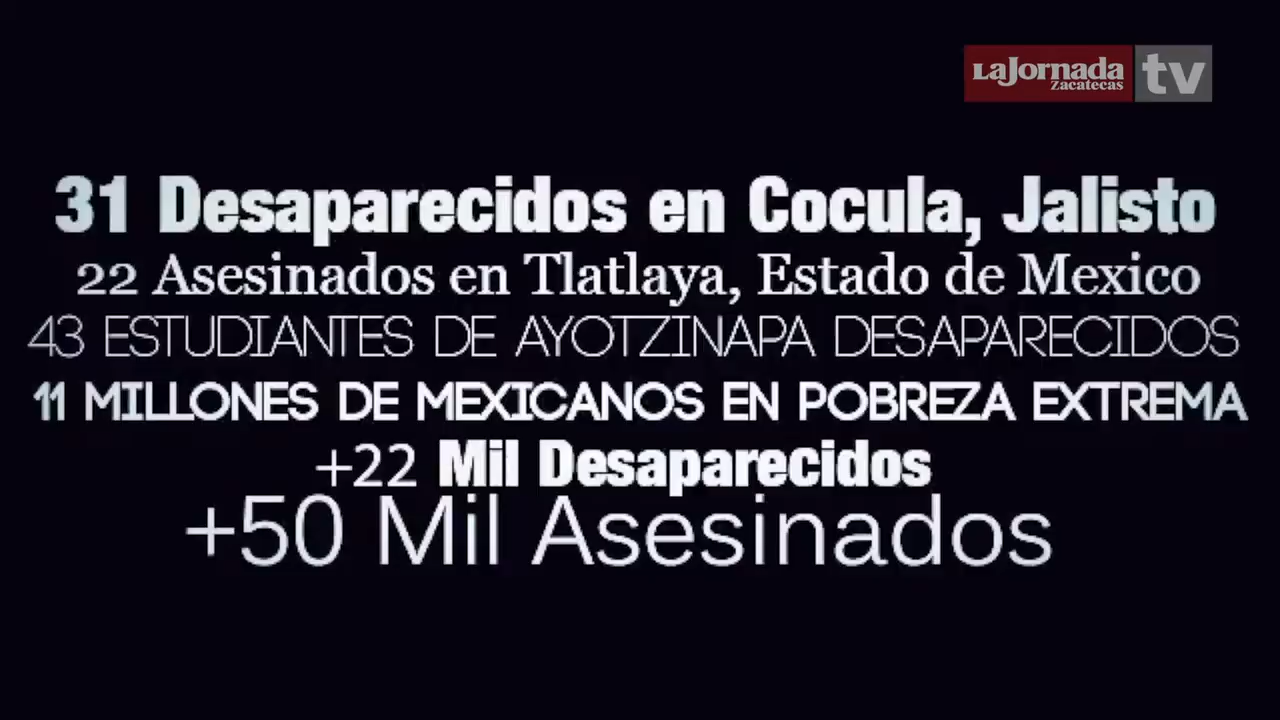 LaJornada tv
Zacatecas
31 Desaparecidos en Cocula, Jalisto
22 Asesinados en Tlatlaya, Estado de Mexico
43 ESTUDIANTES DE AYOTZINAPA DESAPARECIDOS
11 MILLONES DE MEXICANOS EN POBREZA EXTREMA
+22 Mil Desaparecidos
+50 Mil Asesinados